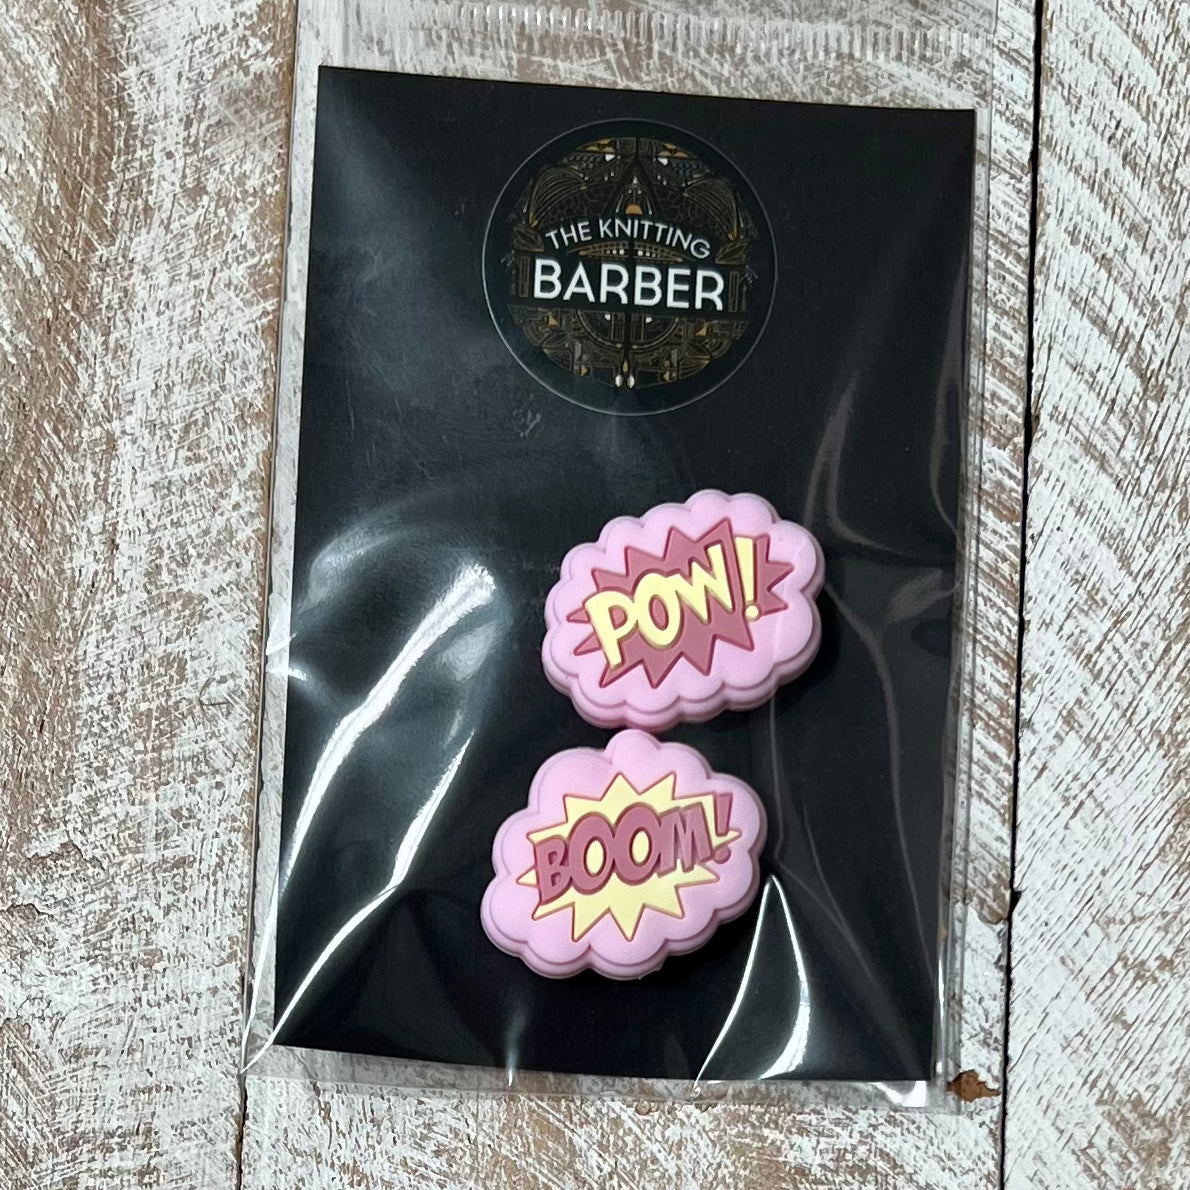 THE KNITTING
BARBER
POW!
BOOM!